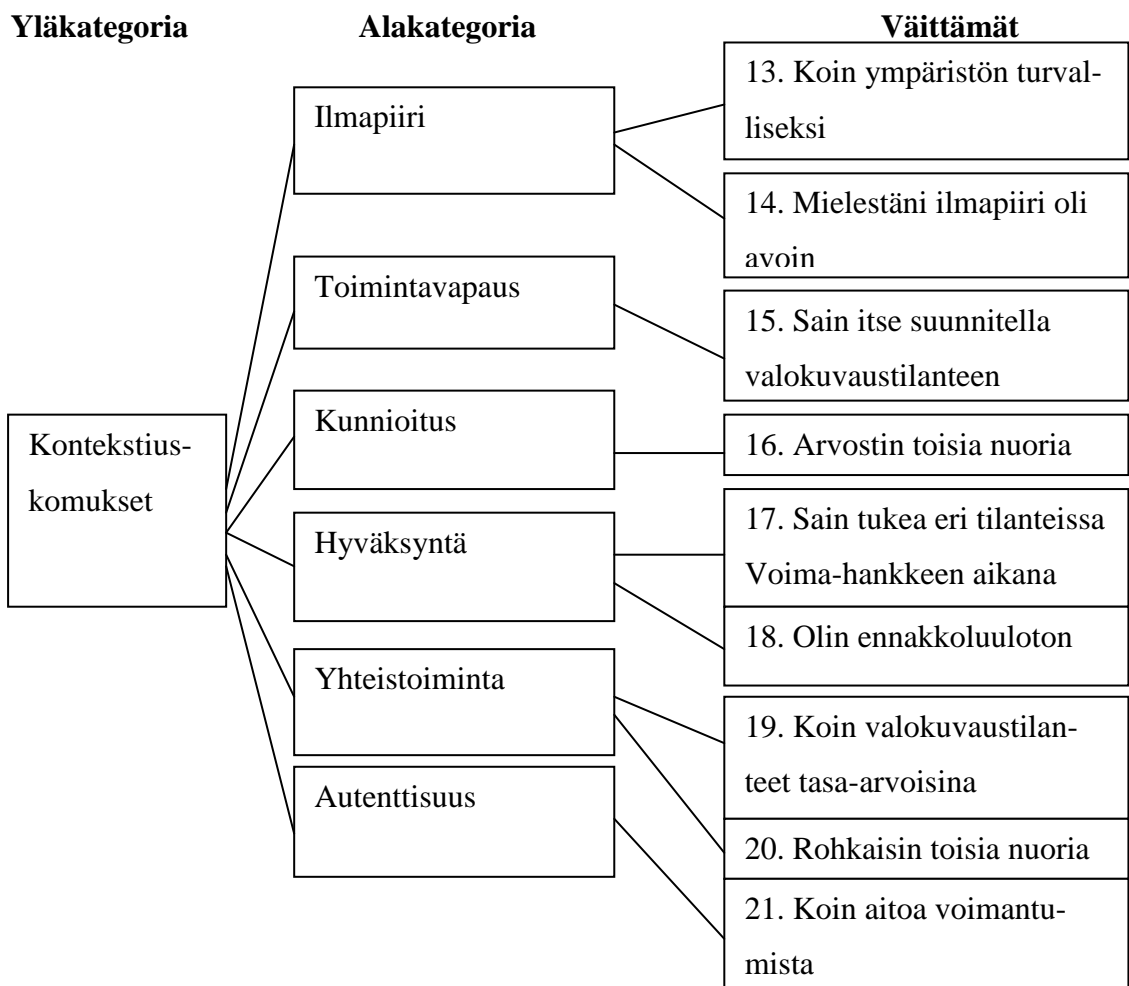 Yläkategoria
Alakategoria
Väittämät
Kontekstius-
komukset
Ilmapiiri
Toimintavapaus
Kunnioitus
Hyväksyntä
Yhteistoiminta
Autenttisuus
13. Koin ympäristön turval-
liseksi
14. Mielestäni ilmapiiri oli
avoin
15. Sain itse suunnitella
valokuvaustilanteen
16. Arvostin toisia nuoria
17. Sain tukea eri tilanteissa
Voima-hankkeen aikana
18. Olin ennakkoluuloton
19. Koin valokuvaustilan-
teet tasa-arvoisina
20. Rohkaisin toisia nuoria
21. Koin aitoa voimantu-
mista